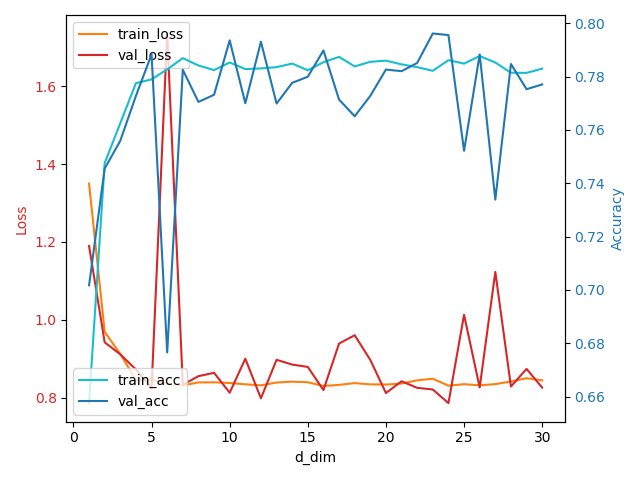 train_loss
val_loss
train_acc
val_acc
Loss
1.6
1.4
1.2
1.0
0.8
0.80
0.78
0.76
0.74
0.72
0.70
0.68
0.66
Accuracy
0 5 10 15 20 25 30
d_dim